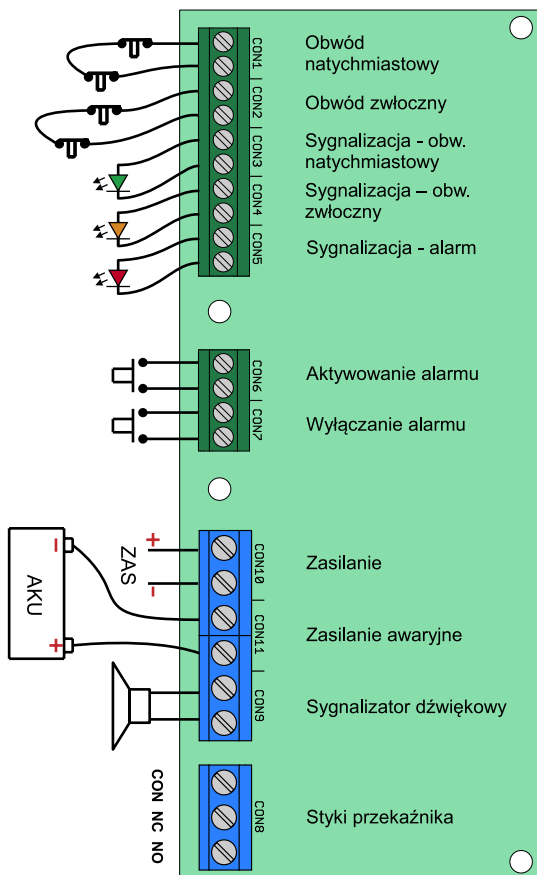 CON1 | CON2 | CON3 | CON4 | CON5
Obwód
natychmiastowy
Obwód zwłoczny
Sygnalizacja - obw.
natychmiastowy
Sygnalizacja – obw.
zwłoczny
Sygnalizacja - alarm
CON6 | CON7
Aktywowanie alarmu
Wyłączanie alarmu
AKU
-
+
ZAS
+
-
CON10 | CON11 | CON9
Zasilanie
Zasilanie awaryjne
Sygnalizator dźwiękowy
CON NC NO
CON8
Styki przekaźnika